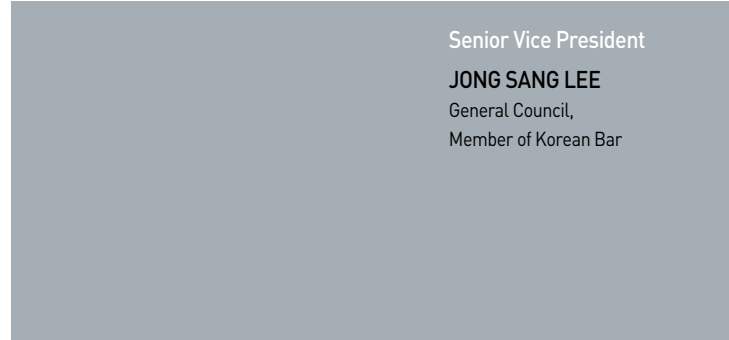 Senior Vice President
JONG SANG LEE
General Council,
Member of Korean Bar